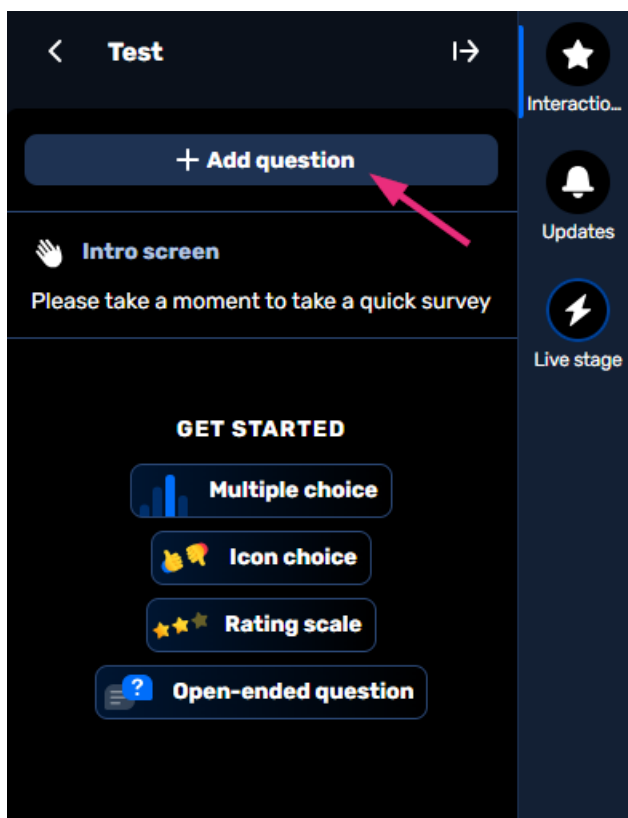 Test
+ Add question
Intro screen
Please take a moment to take a quick survey
GET STARTED
Multiple choice
Icon choice
Rating scale
?
Open-ended question
Interactio...
Updates
Live stage